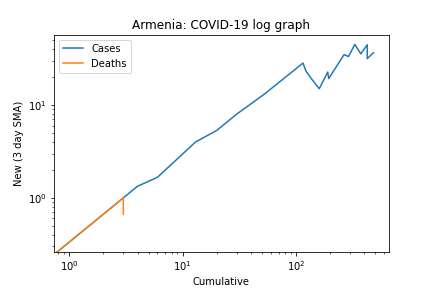 Armenia: COVID-19 log graph
Cases
Deaths
New (3 day SMA)
10¹
10⁰
10⁰
10¹
10²
Cumulative